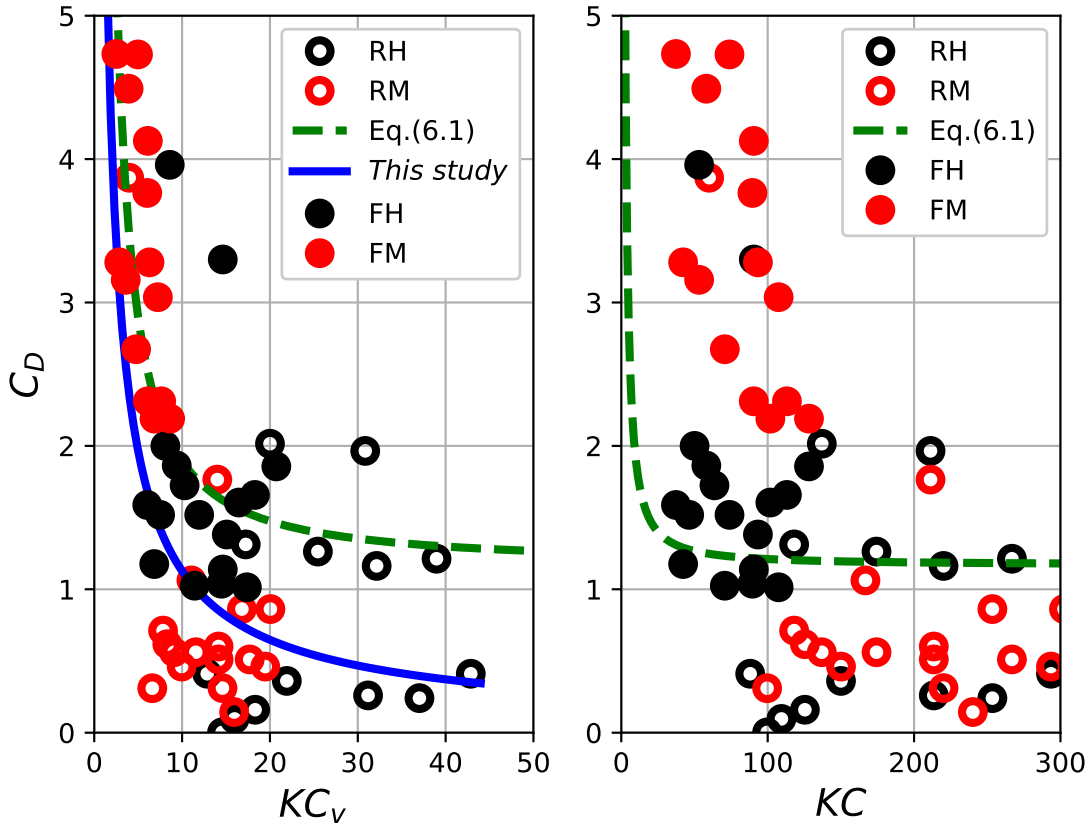 5
4
3
2
1
0
C_D
0 10 20 30 40 50
KC_v
RH
RM
Eq.(6.1)
This study
FH
FM
5
4
3
2
1
0
0 100 200 300
KC
RH
RM
Eq.(6.1)
FH
FM